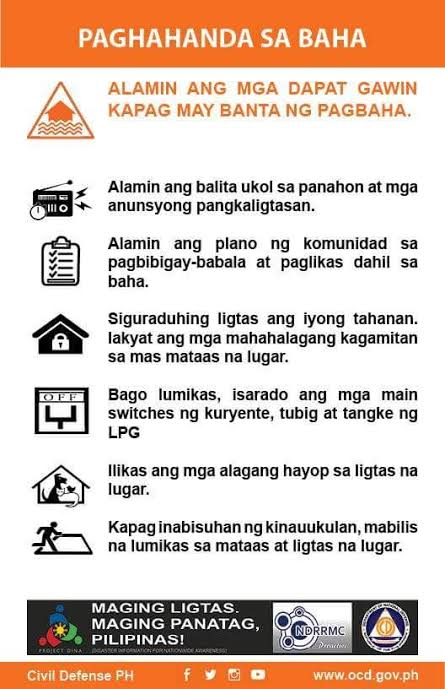 PAGHAHANDA SA BAHA
ALAMIN ANG MGA DAPAT GAWIN
KAPAG MAY BANTA NG PAGBAHA.
Alamin ang balita ukol sa panahon at mga
anunsyong pangkaligtasan.
Alamin ang plano ng komunidad sa
pagbibigay-babala at paglikas dahil sa
baha.
Siguraduhing ligtas ang iyong tahanan.
Iakyat ang mga mahahalagang kagamitan
sa mas mataas na lugar.
OFF
Bago lumikas, isarado ang mga main
switches ng kuryente, tubig at tangke ng
LPG
Ilikas ang mga alagang hayop sa ligtas na
lugar.
Kapag inabisuhan ng kinauukulan, mabilis
na lumikas sa mataas at ligtas na lugar.
PROJECT DINA
MAGING LIGTAS.
MAGING PANATAG,
PILIPINAS!
(DISASTER INFORMATION FOR NATIONWIDE AWARENESS)
NDRRMC
Civil Defense PH
www.ocd.gov.ph